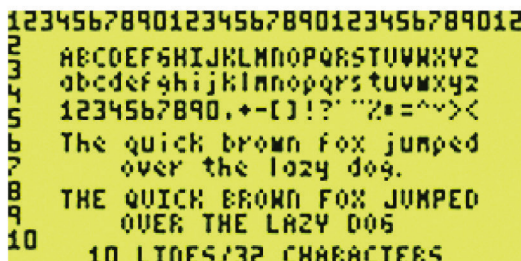 12345678901234567890123456789012
2
3 ABCDEFGHIJKLMNOPQRSTUVWXYZ
4 abcdefghijklmnopqrstuvwxyz
5 1234567890.+-[]!?'¨"%*=^~><
6 The quick brown fox jumped
7 over the lazy dog.
8 THE QUICK BROWN FOX JUMPED
9 OVER THE LAZY DOG
10
10 LINES/32 CHARACTERS